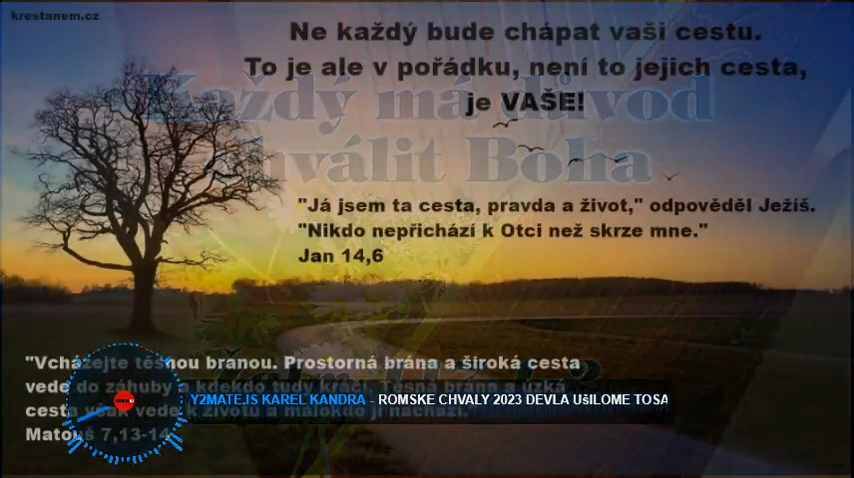 krestanem.cz
Ne každý bude chápat vaši cestu.
To je ale v pořádku, není to jejich cesta,
je VAŠE!
Každý má důvod
chválit Boha
"Já jsem ta cesta, pravda a život," odpověděl Ježíš.
"Nikdo nepřichází k Otci než skrze mne."
Jan 14,6
"Vcházejte těsnou branou. Prostorná brána a široká cesta
vede do záhuby a kdekdo tudy kráčí. Těsná brána a úzká
cesta však vede k životu a málokdo ji nachází."
Matouš 7,13-14
Y2MATE.IS KAREL KANDRA - ROMSKE CHVALY 2023 DEVLA UšILOME TOSA